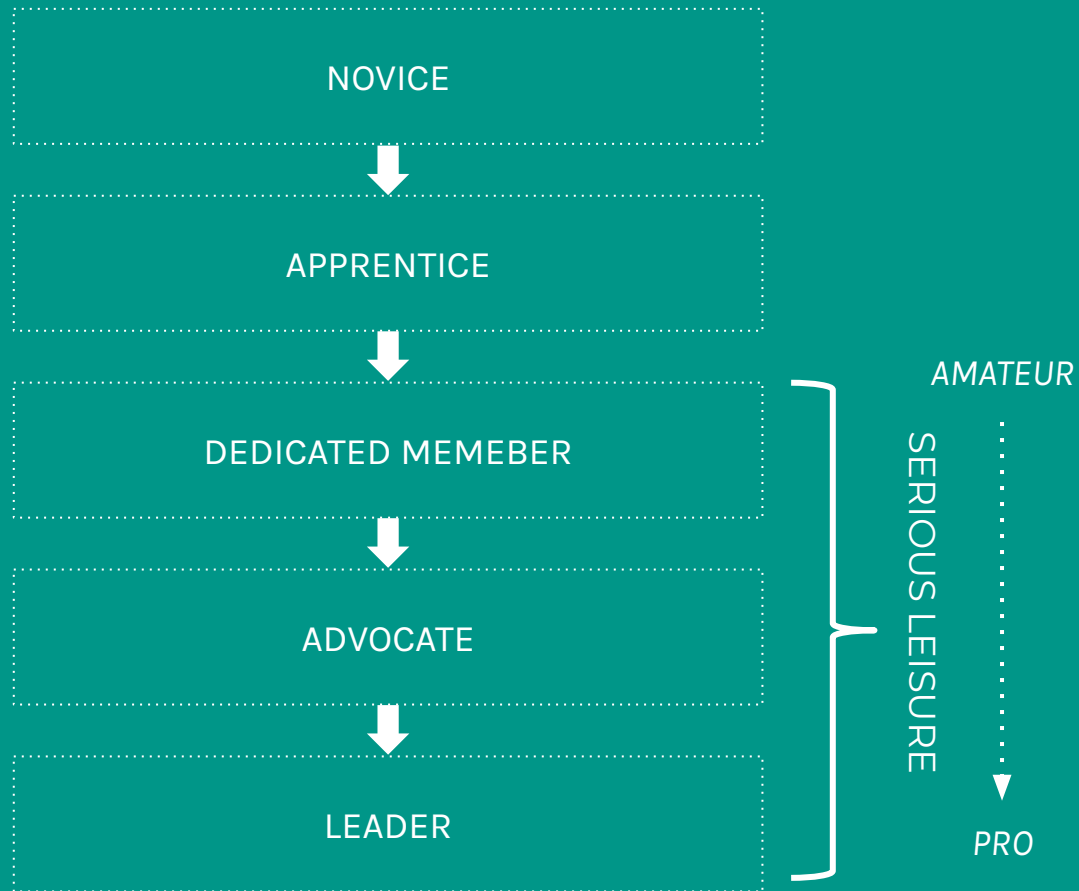 NOVICE
APPRENTICE
DEDICATED MEMEBER
ADVOCATE
LEADER
SERIOUS LEISURE
AMATEUR
PRO